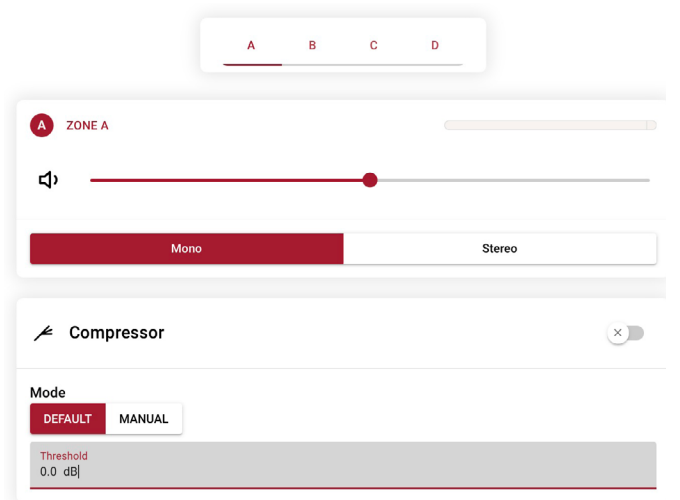 A B C D
A ZONE A
Mono Stereo
Compressor
Mode
DEFAULT MANUAL
Threshold
0.0 dB